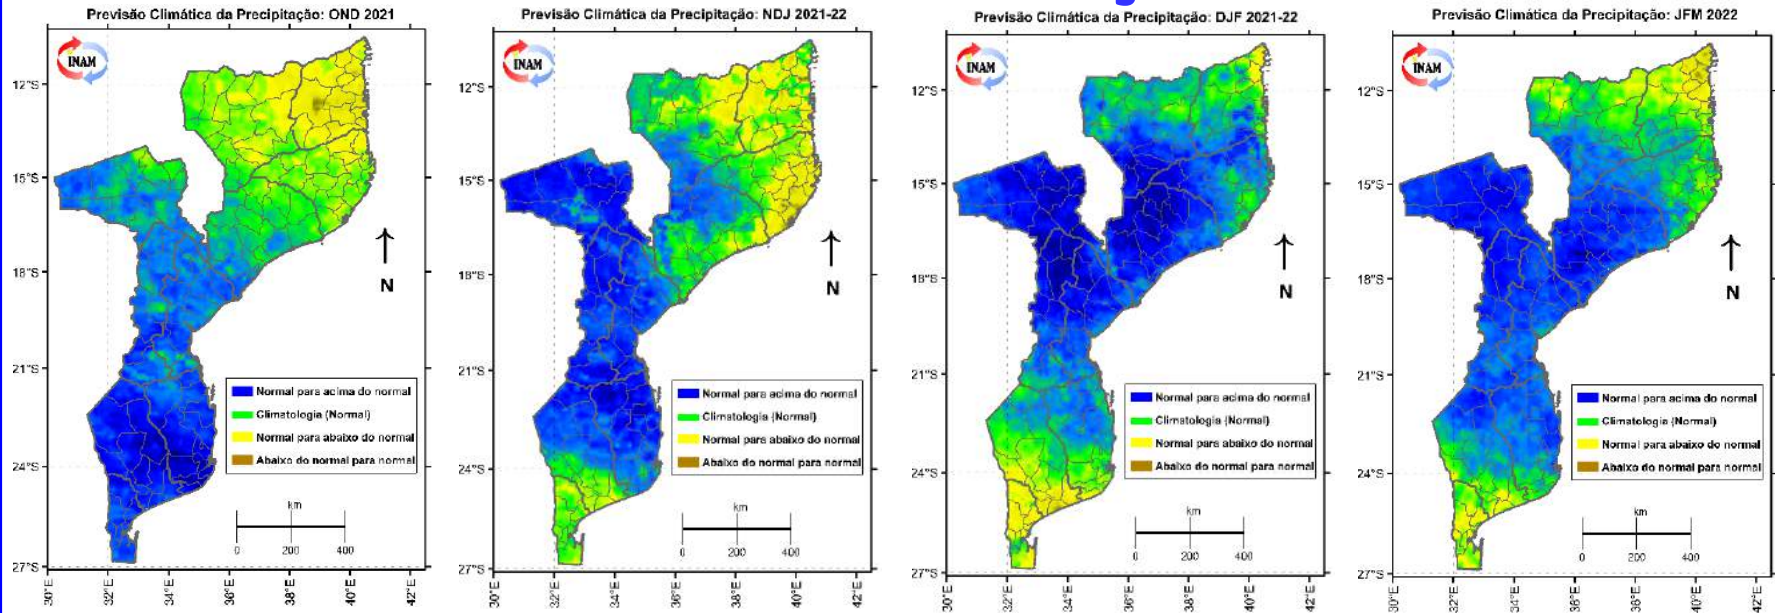 Previsão Climática da Precipitação: OND 2021
INAM
12°S
15°S
18°S
21°S
24°S
27°S
N
Normal para acima do normal
Climatologia (Normal)
Normal para abaixo do normal
Abaixo do normal para normal
km
0 200 400
30°E 32°E 34°E 36°E 38°E 40°E 42°E
Previsão Climática da Precipitação: NDJ 2021-22
INAM
12°S
15°S
18°S
21°S
24°S
27°S
N
Normal para acima do normal
Climatologia (Normal)
Normal para abaixo do normal
Abaixo do normal para normal
km
0 200 400
30°E 32°E 34°E 36°E 38°E 40°E 42°E
Previsão Climática da Precipitação: DJF 2021-22
INAM
12°S
15°S
18°S
21°S
24°S
27°S
N
Normal para acima do normal
Climatologia (Normal)
Normal para abaixo do normal
Abaixo do normal para normal
km
0 200 400
30°E 32°E 34°E 36°E 38°E 40°E 42°E
Previsão Climática da Precipitação: JFM 2022
INAM
12°S
15°S
18°S
21°S
24°S
27°S
N
Normal para acima do normal
Climatologia (Normal)
Normal para abaixo do normal
Abaixo do normal para normal
km
0 200 400
30°E 32°E 34°E 36°E 38°E 40°E 42°E